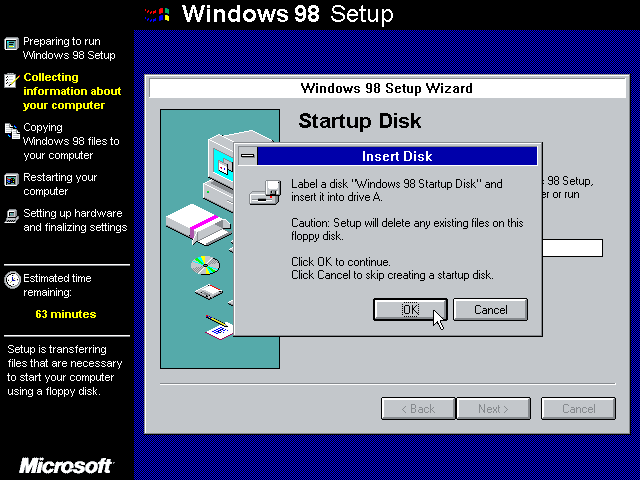 Windows 98 Setup
Preparing to run
Windows 98 Setup
Collecting
information about
your computer
Copying
Windows 98 files to
your computer
Restarting your
computer
Setting up hardware
and finalizing settings
Estimated time
remaining:
63 minutes
Setup is transferring
files that are necessary
to start your computer
using a floppy disk.
Microsoft
Windows 98 Setup Wizard
Startup Disk
98 Setup,
or run
Insert Disk
Label a disk "Windows 98 Startup Disk" and
insert it into drive A.
Caution: Setup will delete any existing files on this
floppy disk.
Click OK to continue.
Click Cancel to skip creating a startup disk.
OK
Cancel
< Back
Next >
Cancel